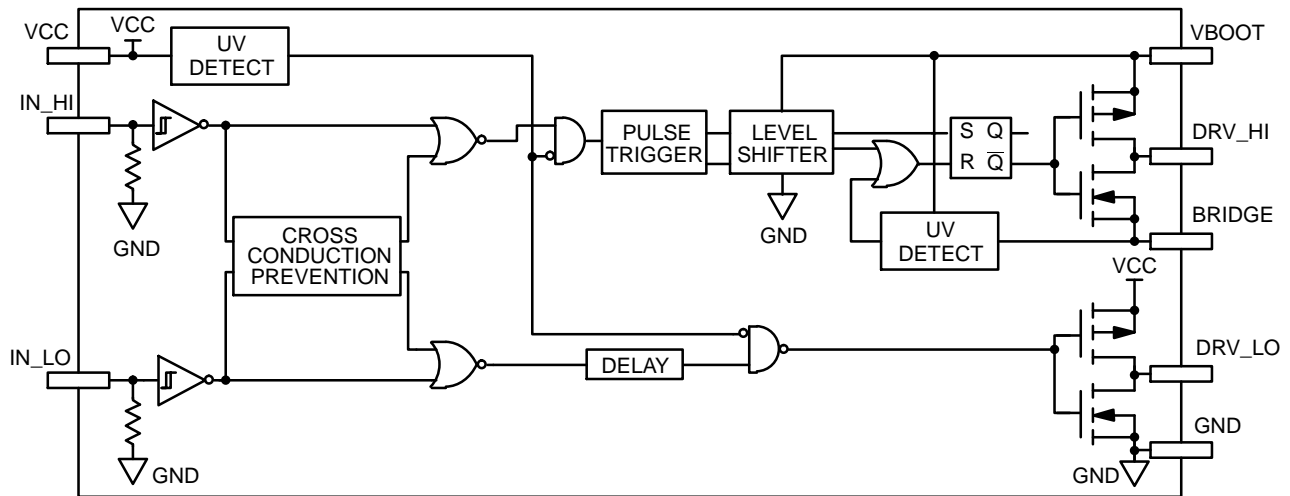 VCC
VCC
UV
DETECT
VBOOT
IN_HI
PULSE
TRIGGER
LEVEL
SHIFTER
S Q
R Q̅
DRV_HI
GND
GND
CROSS
CONDUCTION
PREVENTION
UV
DETECT
BRIDGE
VCC
IN_LO
DELAY
DRV_LO
GND
GND
GND